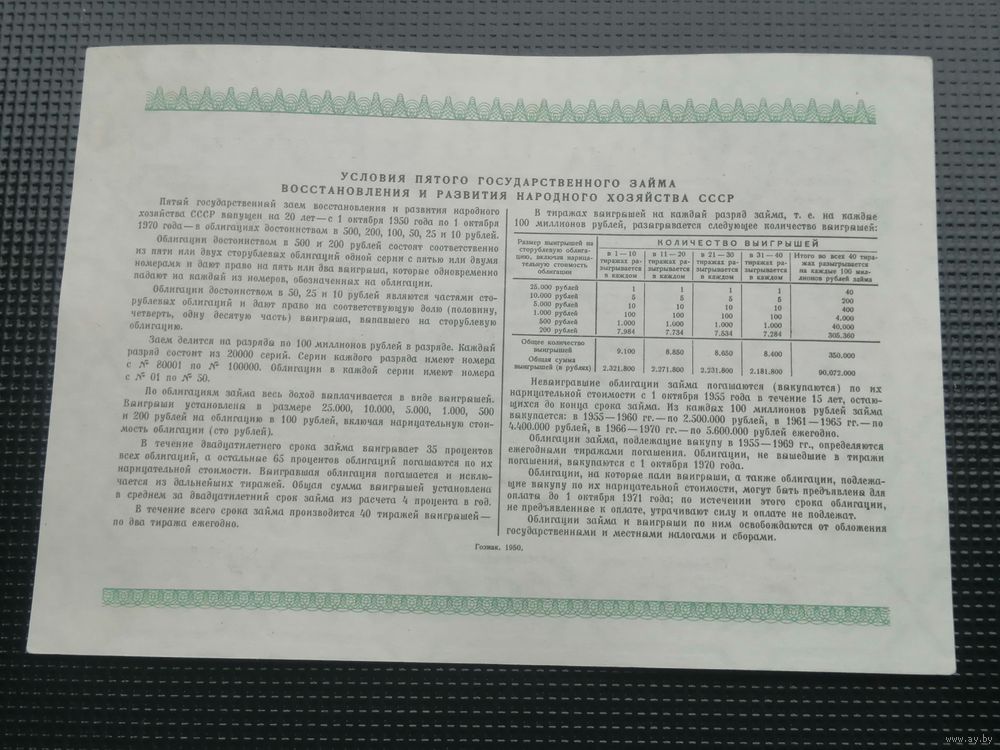 УСЛОВИЯ ПЯТОГО ГОСУДАРСТВЕННОГО ЗАЙМА
ВОССТАНОВЛЕНИЯ И РАЗВИТИЯ НАРОДНОГО ХОЗЯЙСТВА СССР
Пятый государственный заем восстановления и развития народного
хозяйства СССР выпущен на 20 лет—с 1 октября 1950 года по 1 октября
1970 года—в облигациях достоинством в 500, 200, 100, 50, 25 и 10 рублей.
Облигации достоинством в 500 и 200 рублей состоят соответственно
из пяти или двух сторублевых облигаций одной серии с пятью или двумя
номерами и дают право на пять или два выигрыша, которые одновременно
падают на каждый из номеров, обозначенных на облигации.
Облигации достоинством в 50, 25 и 10 рублей являются частями сто-
рублевых облигаций и дают право на соответствующую долю (половину,
четверть, одну десятую часть) выигрыша, выпавшего на сторублевую
облигацию.
Заем делится на разряды по 100 миллионов рублей в разряде. Каждый
разряд состоит из 20000 серий. Серии каждого разряда имеют номера
с № 80001 по № 100000. Облигации в каждой серии имеют номера
с № 01 по № 50.
По облигациям займа весь доход выплачивается в виде выигрышей.
Выигрыши установлены в размере 25.000, 10.000, 5.000, 1.000, 500
и 200 рублей на облигацию в 100 рублей, включая нарицательную стои-
мость облигации (сто рублей).
В течение двадцатилетнего срока займа выигрывает 35 процентов
всех облигаций, а остальные 65 процентов облигаций погашаются по их
нарицательной стоимости. Выигравшая облигация погашается и исклю-
чается из дальнейших тиражей. Общая сумма выигрышей установлена
в среднем за двадцатилетний срок займа из расчета 4 процента в год.
В течение всего срока займа производится 40 тиражей выигрышей—
по два тиража ежегодно.
В тиражах выигрышей на каждый разряд займа, т. е. на каждые
100 миллионов рублей, разыгрывается следующее количество выигрышей:
Размер выигрышей на
сторублевую облига-
цию, включая нарица-
тельную стоимость
облигации
КОЛИЧЕСТВО ВЫИГРЫШЕЙ
в 1—10
тиражах ра-
зыгрывается
в каждом
в 11—20
тиражах ра-
зыгрывается
в каждом
в 21—30
тиражах ра-
зыгрывается
в каждом
в 31—40
тиражах ра-
зыгрывается
в каждом
Итого во всех 40 тира-
жах разыгрывается
на каждые 100 мил-
лионов рублей займа
25.000 рублей 1 1 1 1 40
10.000 рублей 5 5 5 5 200
5.000 рублей 10 10 10 10 400
1.000 рублей 100 100 100 100 4.000
500 рублей 1.000 1.000 1.000 1.000 40.000
200 рублей 7.984 7.734 7.534 7.284 305.360
Общее количество
выигрышей 9.100 8.850 8.650 8.400 350.000
Общая сумма
выигрышей (в рублях) 2.321.800 2.271.800 2.231.800 2.181.800 90.072.000
Невыигравшие облигации займа погашаются (выкупаются) по их
нарицательной стоимости с 1 октября 1955 года в течение 15 лет, остаю-
щихся до конца срока займа. Из каждых 100 миллионов рублей займа
выкупается: в 1955—1960 гг.—по 2.500.000 рублей, в 1961—1965 гг.—по
4.400.000 рублей, в 1966—1970 гг.—по 5.600.000 рублей ежегодно.
Облигации займа, подлежащие выкупу в 1955—1969 гг., определяются
ежегодными тиражами погашения. Облигации, не вышедшие в тиражи
погашения, выкупаются с 1 октября 1970 года.
Облигации, на которые пали выигрыши, а также облигации, подлежа-
щие выкупу по их нарицательной стоимости, могут быть предъявлены для
оплаты до 1 октября 1971 года; по истечении этого срока облигации,
не предъявленные к оплате, утрачивают силу и оплате не подлежат.
Облигации займа и выигрыши по ним освобождаются от обложения
государственными и местными налогами и сборами.
Гознак. 1950.
www.ay.by